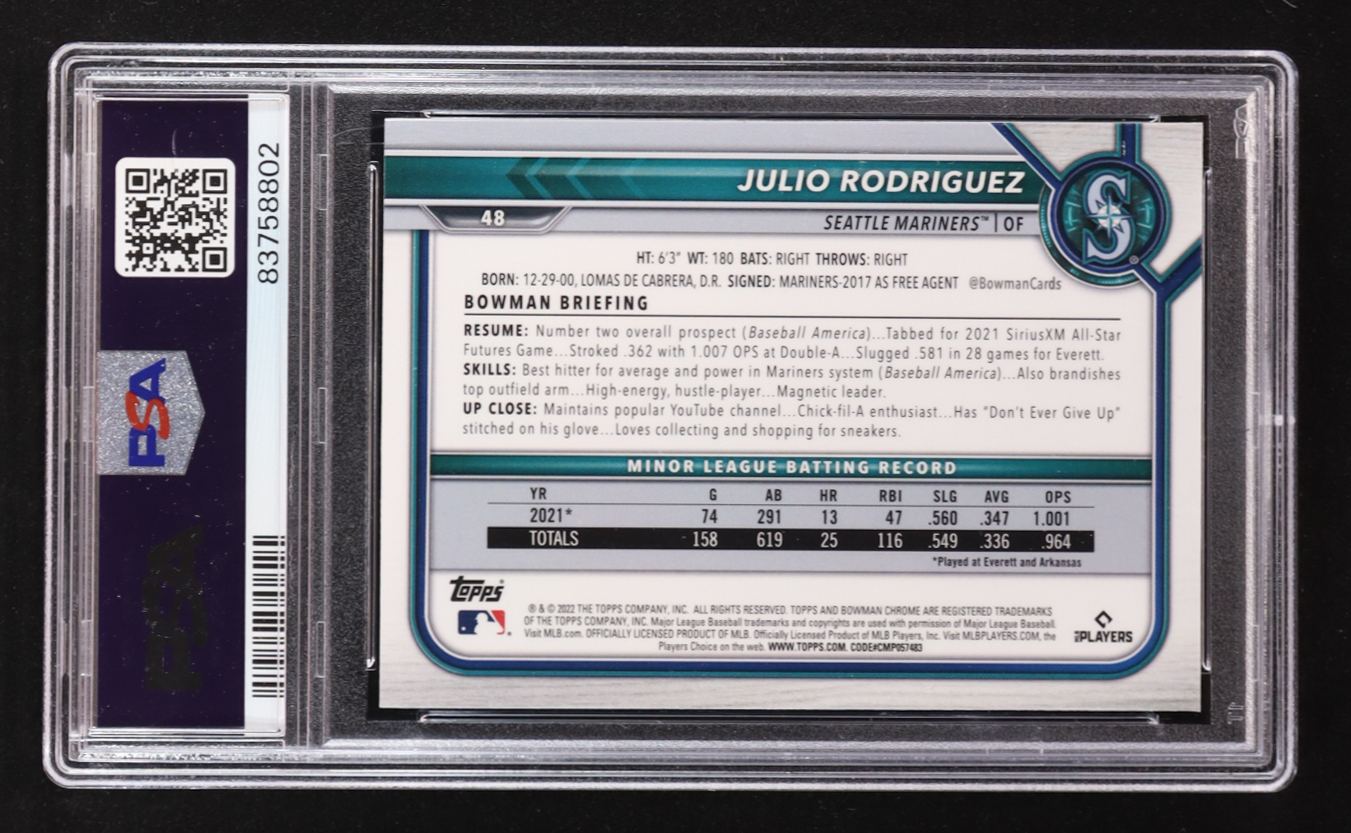 83758802
PSA
PSA
JULIO RODRIGUEZ
48
SEATTLE MARINERS™ | OF
S
®
HT: 6'3" WT: 180 BATS: RIGHT THROWS: RIGHT
BORN: 12-29-00, LOMAS DE CABRERA, D.R. SIGNED: MARINERS-2017 AS FREE AGENT @BowmanCards
BOWMAN BRIEFING
RESUME: Number two overall prospect (Baseball America)...Tabbed for 2021 SiriusXM All-Star
Futures Game...Stroked .362 with 1.007 OPS at Double-A...Slugged .581 in 28 games for Everett.
SKILLS: Best hitter for average and power in Mariners system (Baseball America)...Also brandishes
top outfield arm...High-energy, hustle-player...Magnetic leader.
UP CLOSE: Maintains popular YouTube channel...Chick-fil-A enthusiast...Has "Don't Ever Give Up"
stitched on his glove...Loves collecting and shopping for sneakers.
MINOR LEAGUE BATTING RECORD
YR G AB HR RBI SLG AVG OPS
2021* 74 291 13 47 .560 .347 1.001
TOTALS 158 619 25 116 .549 .336 .964
*Played at Everett and Arkansas
Topps
® & © 2022 THE TOPPS COMPANY, INC. ALL RIGHTS RESERVED. TOPPS AND BOWMAN CHROME ARE REGISTERED TRADEMARKS
OF THE TOPPS COMPANY, INC. Major League Baseball trademarks and copyrights are used with permission of Major League Baseball.
Visit MLB.com. OFFICIALLY LICENSED PRODUCT OF MLB. Officially Licensed Product of MLB Players, Inc. Visit MLBPLAYERS.COM, the
Players Choice on the web. WWW.TOPPS.COM. CODE#CMP057483
PLAYERS